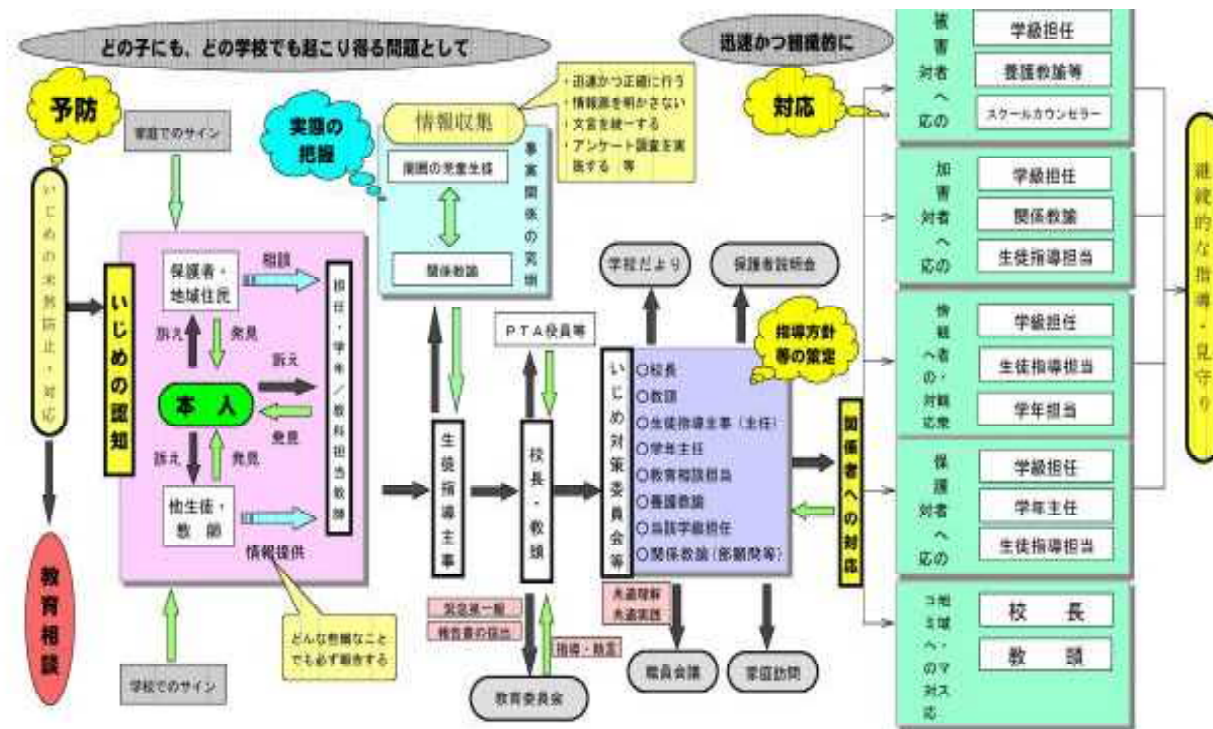 どの子にも、どの学校でも起こり得る問題として
迅速かつ組織的に
予防
いじめの未然防止・対応
教育相談
家庭でのサイン
学校でのサイン
いじめの認知
保護者・
地域住民
相談
訴え
発見
訴え
本 人
発見
訴え
発見
他生徒・
教 師
情報提供
担任・学年/教科担当教師
どんな些細なこと
でも必ず報告する
実態の
把握
情報収集
・迅速かつ正確に行う
・情報源を明かさない
・文言を統一する
・アンケート調査を実
施する 等
周囲の児童生徒
関係教諭
事実関係の究明
生徒指導主事
PTA役員等
校長・教頭
緊急第一報
報告書の提出
指導・助言
教育委員会
学校だより
保護者説明会
指導方針
等の策定
いじめ対策委員会等
○校長
○教頭
○生徒指導主事(主任)
○学年主任
○教育相談担当
○養護教諭
○当該学級担任
○関係教諭(部顧問等)
共通理解
共通実践
職員会議
家庭訪問
対応
関係者への対応
被害者への対応
学級担任
養護教諭等
スクールカウンセラー
加害者への対応
学級担任
関係教諭
生徒指導担当
傍観者・観衆への対応
学級担任
生徒指導担当
学年担当
保護者への対応
学級担任
学年主任
生徒指導担当
地域・マスコミへの対応
校 長
教 頭
継続的な指導・見守り